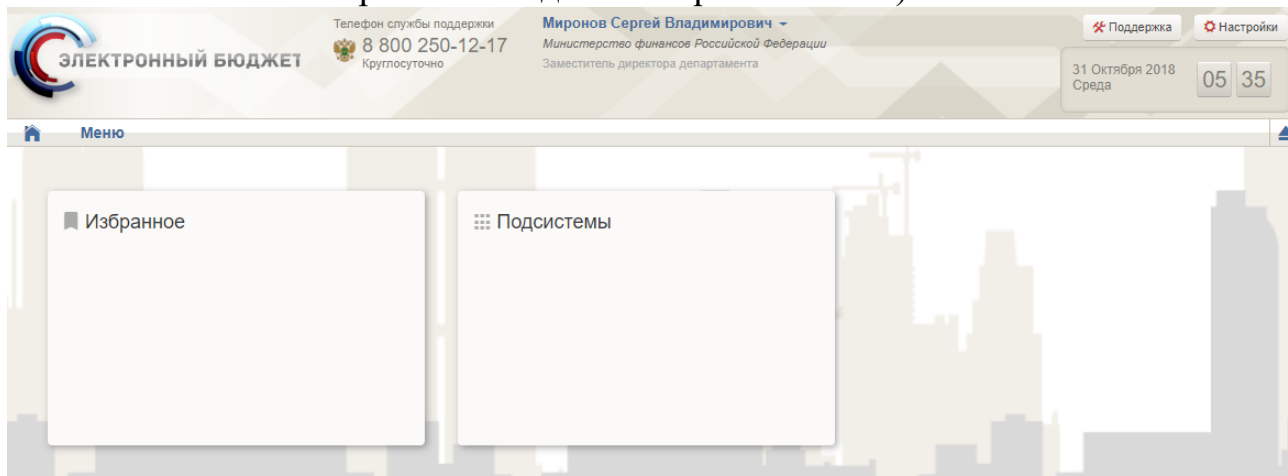 Телефон службы поддержки
8 800 250-12-17
Круглосуточно
ЭЛЕКТРОННЫЙ БЮДЖЕТ
Миронов Сергей Владимирович
Министерство финансов Российской Федерации
Заместитель директора департамента
Поддержка
Настройки
31 Октября 2018
Среда
05 35
Меню
Избранное
Подсистемы